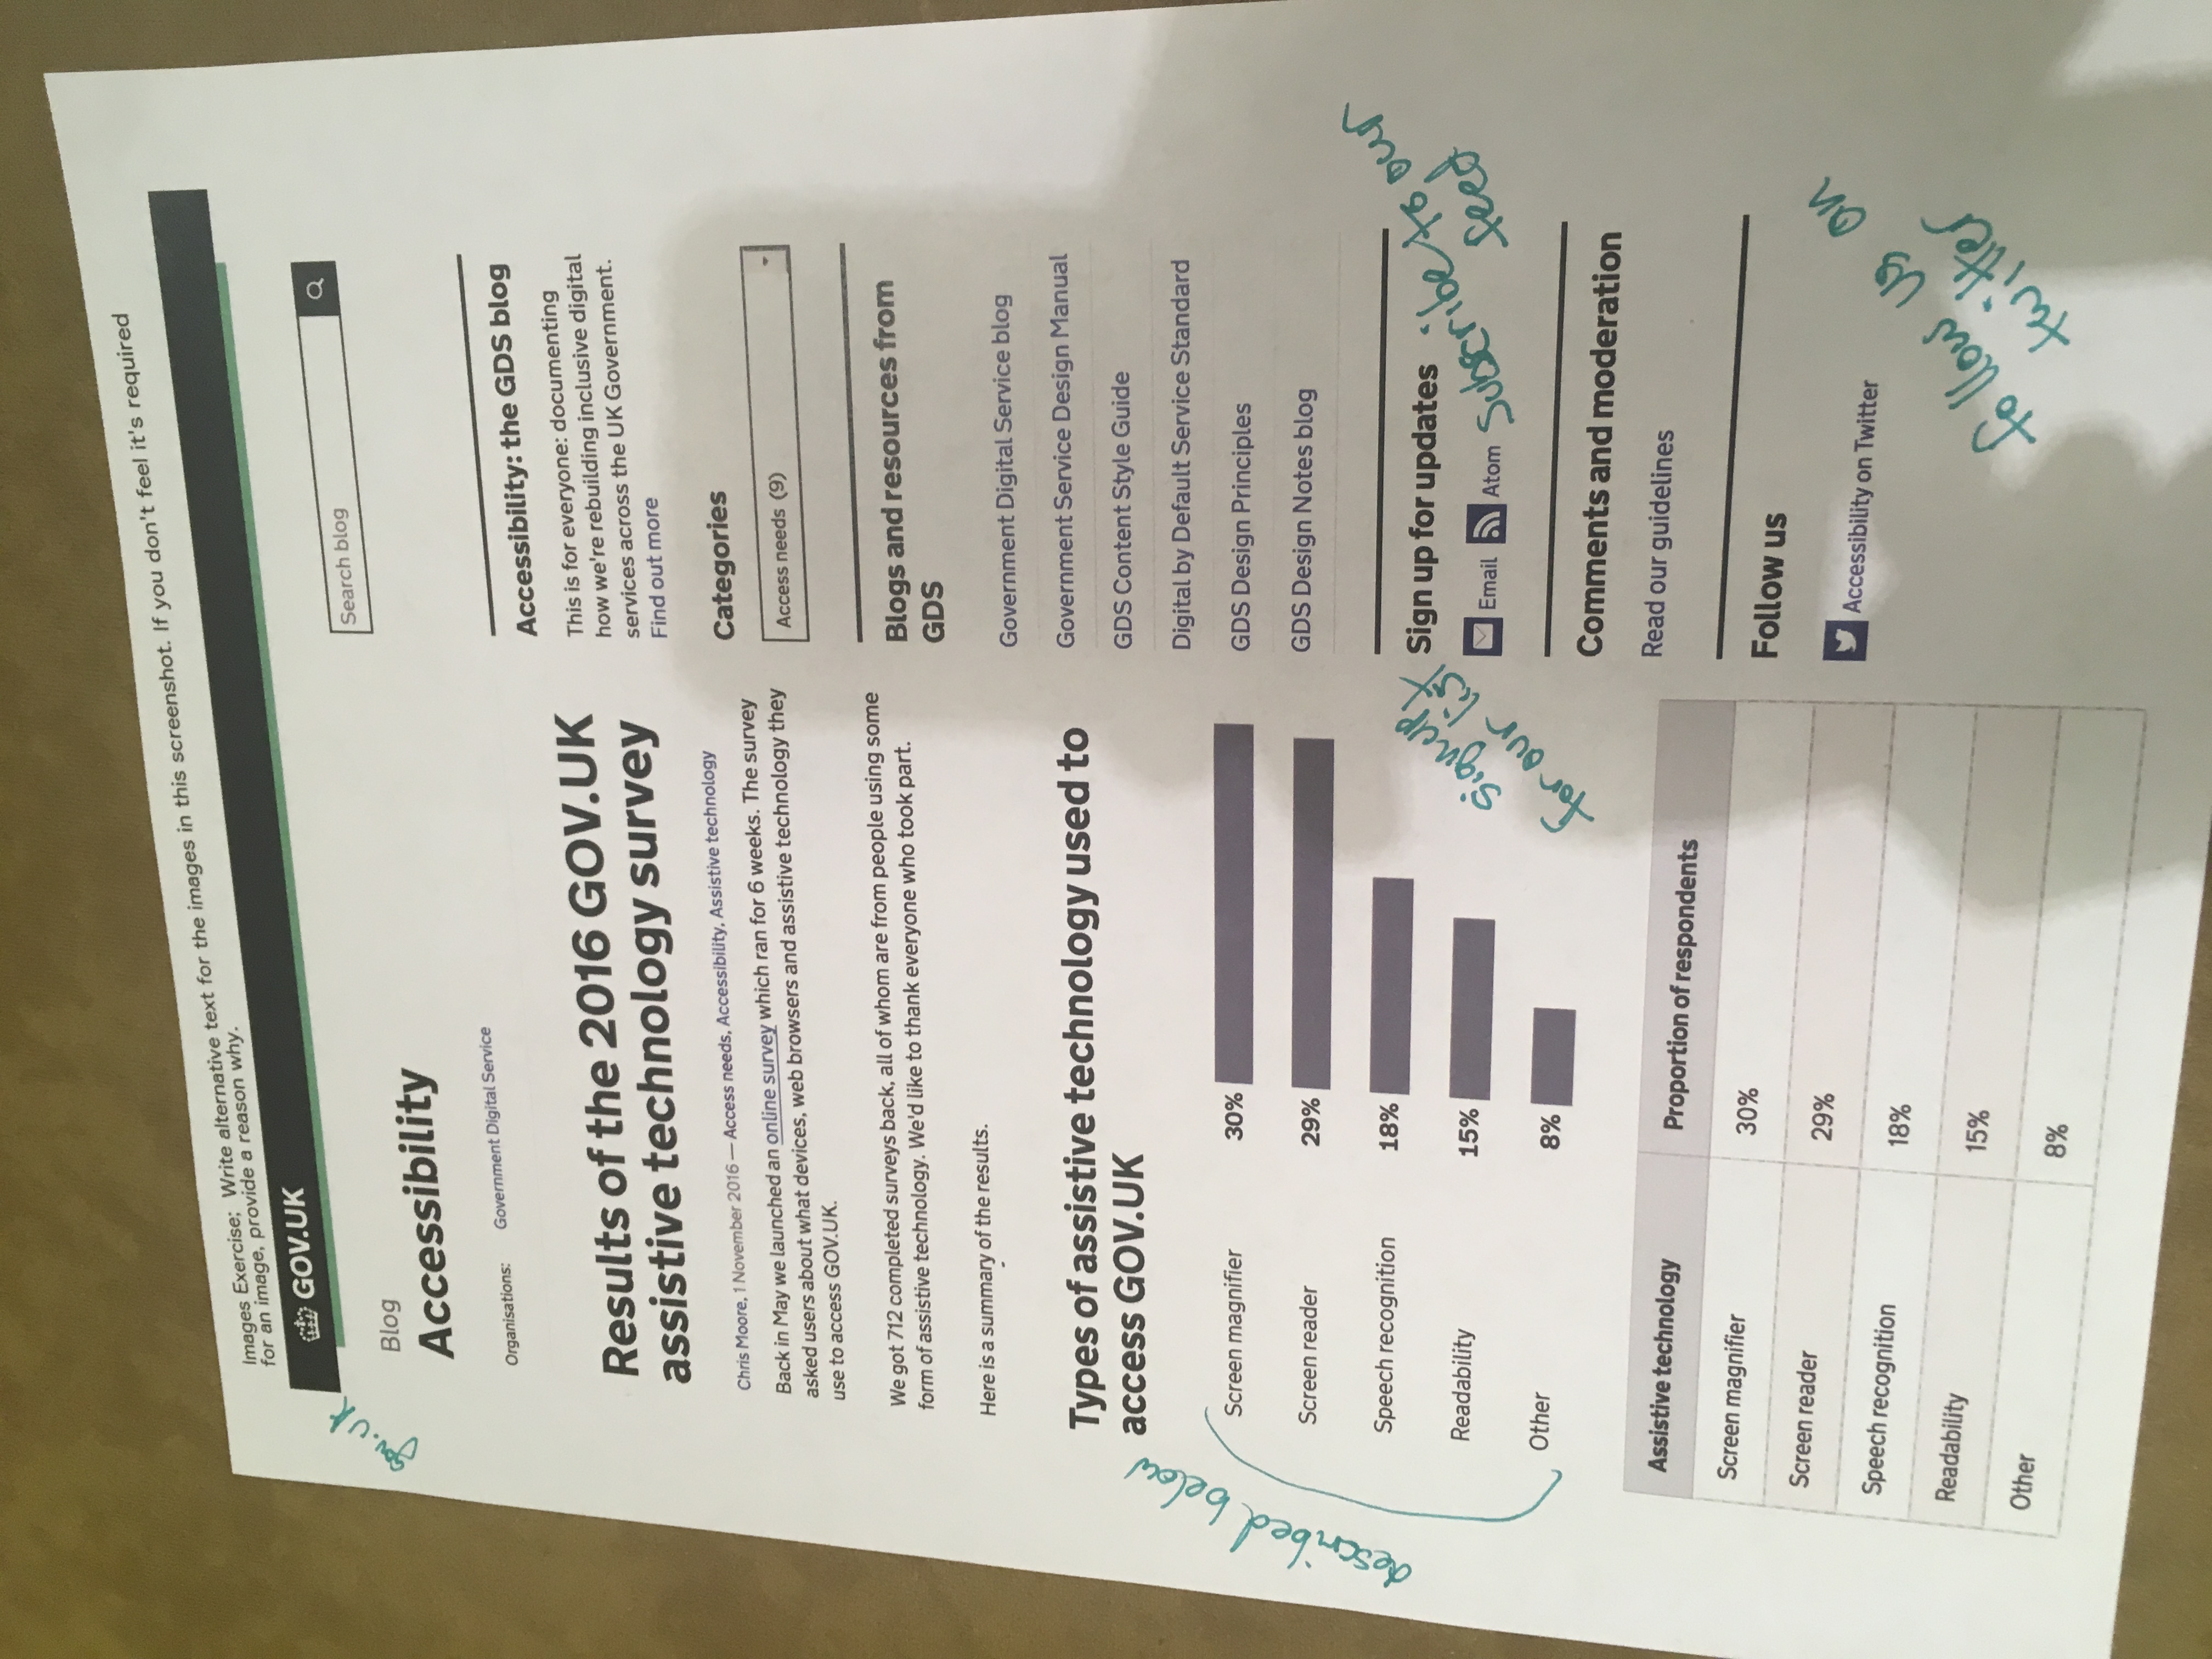 Images Exercise; Write alternative text for the images in this screenshot. If you don't feel it's required
for an image, provide a reason why.
GOV.UK
gov.uk
Search blog
Blog
Accessibility
Organisations: Government Digital Service
Results of the 2016 GOV.UK
assistive technology survey
Chris Moore, 1 November 2016 — Access needs, Accessibility, Assistive technology
Back in May we launched an online survey which ran for 6 weeks. The survey
asked users about what devices, web browsers and assistive technology they
use to access GOV.UK.
We got 712 completed surveys back, all of whom are from people using some
form of assistive technology. We'd like to thank everyone who took part.
Here is a summary of the results.
Types of assistive technology used to
access GOV.UK
described below
Screen magnifier 30%
Screen reader 29%
Speech recognition 18%
Readability 15%
Other 8%
Assistive technology Proportion of respondents
Screen magnifier 30%
Screen reader 29%
Speech recognition 18%
Readability 15%
Other 8%
Accessibility: the GDS blog
This is for everyone: documenting
how we're rebuilding inclusive digital
services across the UK Government.
Find out more
Categories
Access needs (9)
Blogs and resources from
GDS
Government Digital Service blog
Government Service Design Manual
GDS Content Style Guide
Digital by Default Service Standard
GDS Design Principles
GDS Design Notes blog
Sign up for updates
Email Atom
signup
for our list
Subscribe to our
feed
Comments and moderation
Read our guidelines
Follow us
Accessibility on Twitter
follow us on
twitter